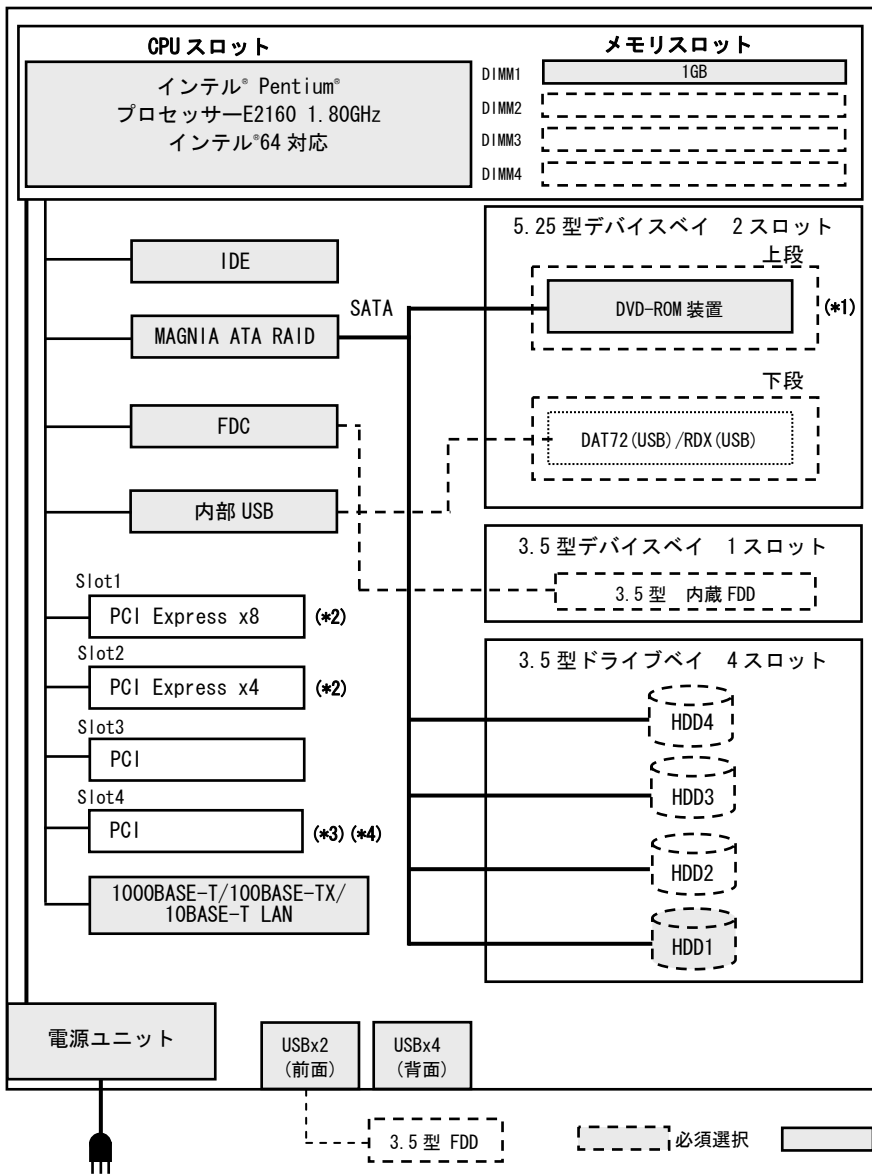 CPU スロット
メモリスロット
インテル® Pentium®
プロセッサーE2160 1.80GHz
インテル®64 対応
DIMM1
1GB
DIMM2
DIMM3
DIMM4
5.25 型デバイスベイ 2 スロット
上段
IDE
DVD-ROM 装置
(*1)
SATA
MAGNIA ATA RAID
下段
FDC
DAT72(USB)/RDX(USB)
内部 USB
3.5 型デバイスベイ 1 スロット
3.5 型 内蔵 FDD
Slot1
PCI Express x8
(*2)
Slot2
PCI Express x4
(*2)
Slot3
PCI
Slot4
PCI
(*3)(*4)
1000BASE-T/100BASE-TX/
10BASE-T LAN
3.5 型ドライブベイ 4 スロット
HDD4
HDD3
HDD2
HDD1
電源ユニット
USBx2
(前面)
USBx4
(背面)
3.5 型 FDD
必須選択